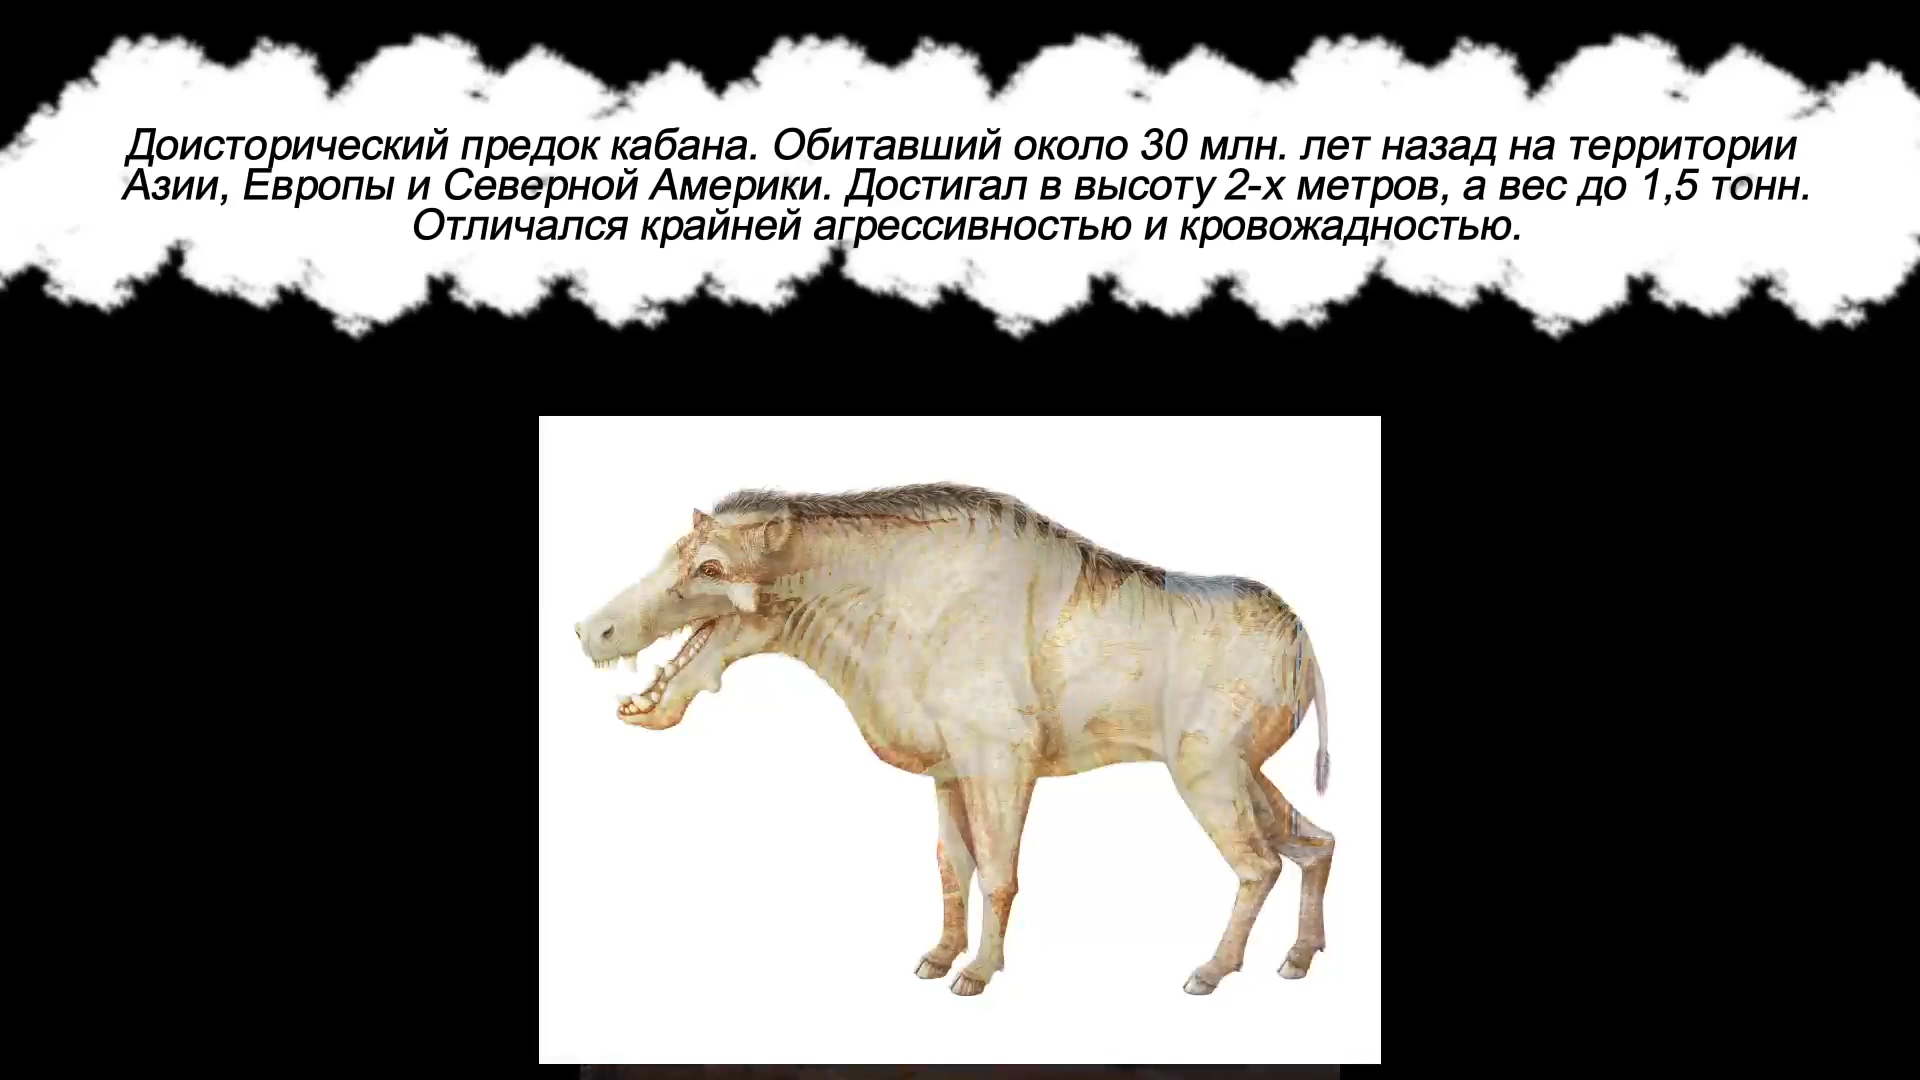 Доисторический предок кабана. Обитавший около 30 млн. лет назад на территории
Азии, Европы и Северной Америки. Достигал в высоту 2-х метров, а вес до 1,5 тонн.
Отличался крайней агрессивностью и кровожадностью.